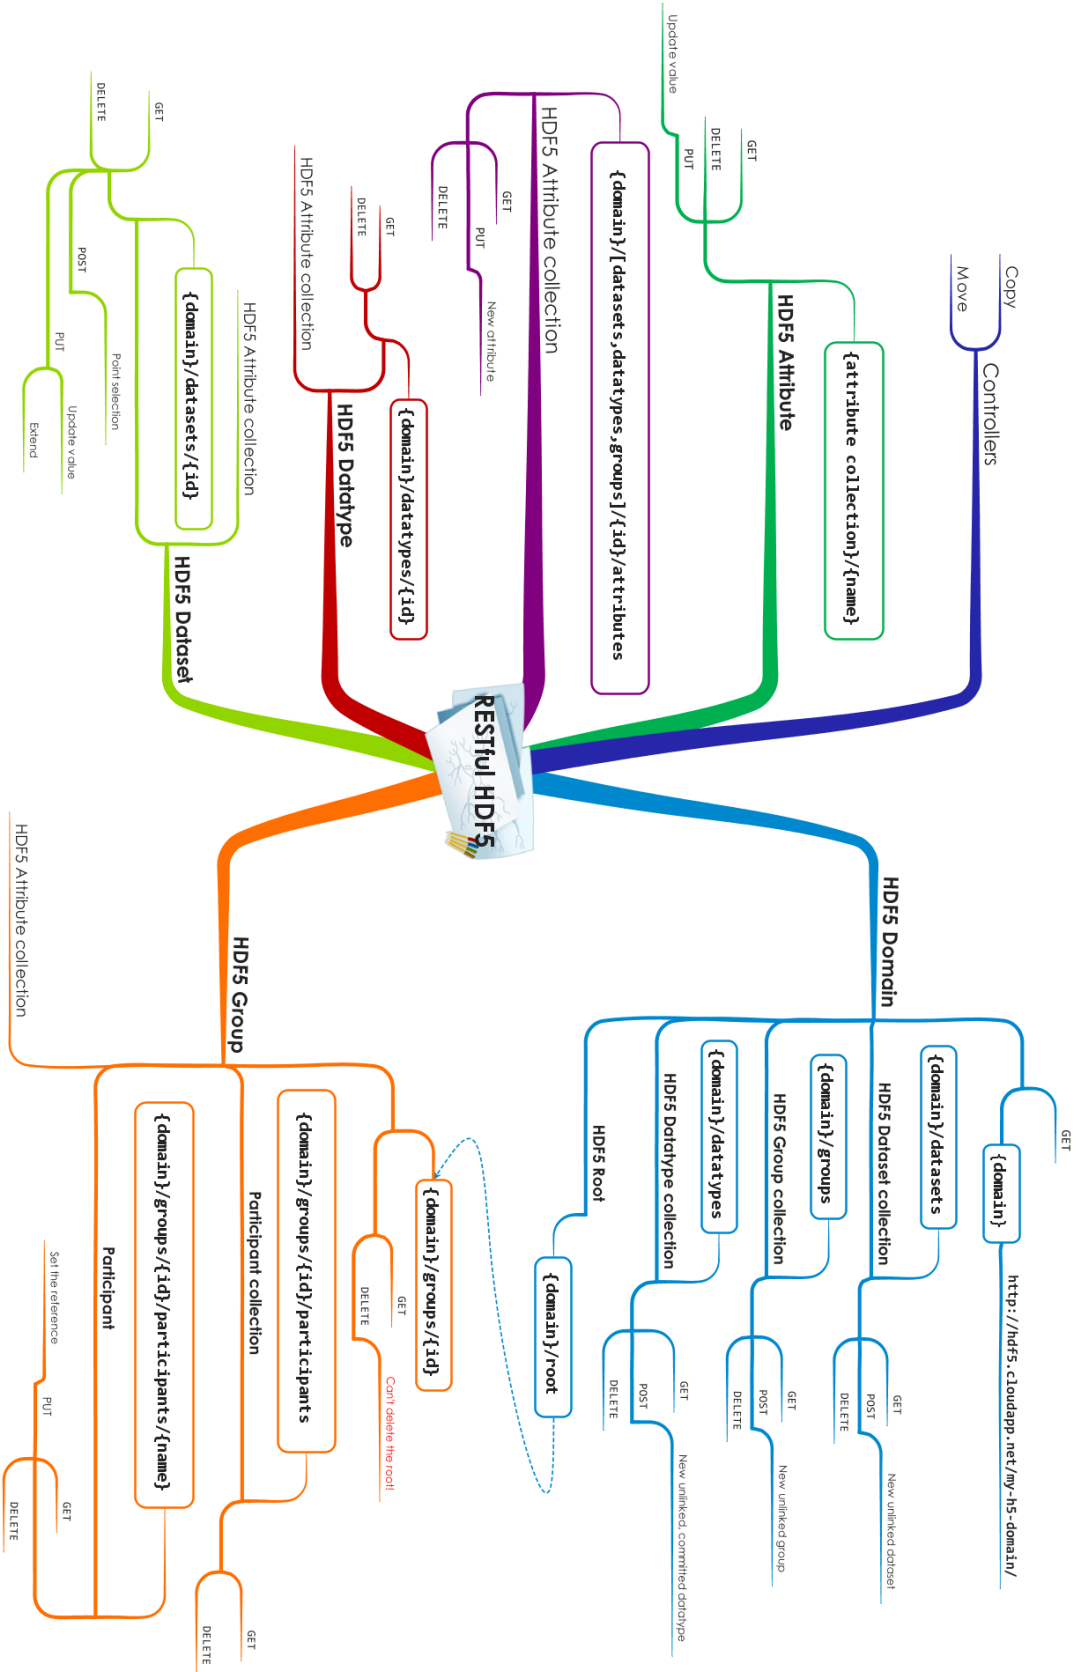 RESTful HDF5
HDF5 Domain
GET
{domain}
http://hdf5.cloudapp.net/my-h5-domain/
{domain}/datasets
HDF5 Dataset collection
GET
POST
New unlinked dataset
DELETE
{domain}/groups
HDF5 Group collection
GET
POST
New unlinked group
DELETE
{domain}/datatypes
HDF5 Datatype collection
GET
POST
New unlinked, committed datatype
DELETE
HDF5 Root
{domain}/root
HDF5 Group
{domain}/groups/{id}
GET
DELETE
Can't delete the root!
{domain}/groups/{id}/participants
Participant collection
GET
DELETE
{domain}/groups/{id}/participants/{name}
Participant
GET
PUT
Set the reference
DELETE
HDF5 Attribute collection
Controllers
Copy
Move
HDF5 Attribute
{attribute collection}/{name}
GET
DELETE
PUT
Update value
HDF5 Attribute collection
{domain}/[datasets,datatypes,groups]/{id}/attributes
GET
PUT
New attribute
DELETE
HDF5 Datatype
{domain}/datatypes/{id}
GET
DELETE
HDF5 Attribute collection
HDF5 Dataset
HDF5 Attribute collection
{domain}/datasets/{id}
GET
DELETE
POST
Point selection
PUT
Update value
Extend